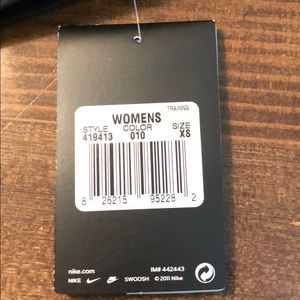 TRAINNG
WOMENS
STYLE COLOR SIZE
419413 010 XS
8 26215 95228 2
nike.com IM# 442443
NIKE SWOOSH © 2011 Nike